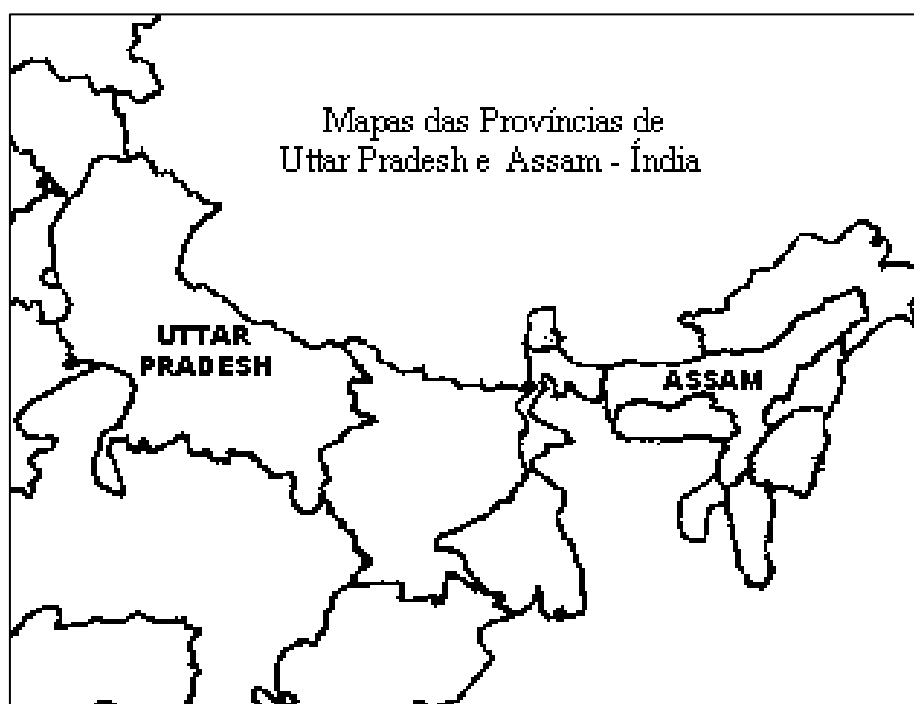 Mapas das Províncias de
Uttar Pradesh e Assam - Índia
UTTAR
PRADESH
ASSAM